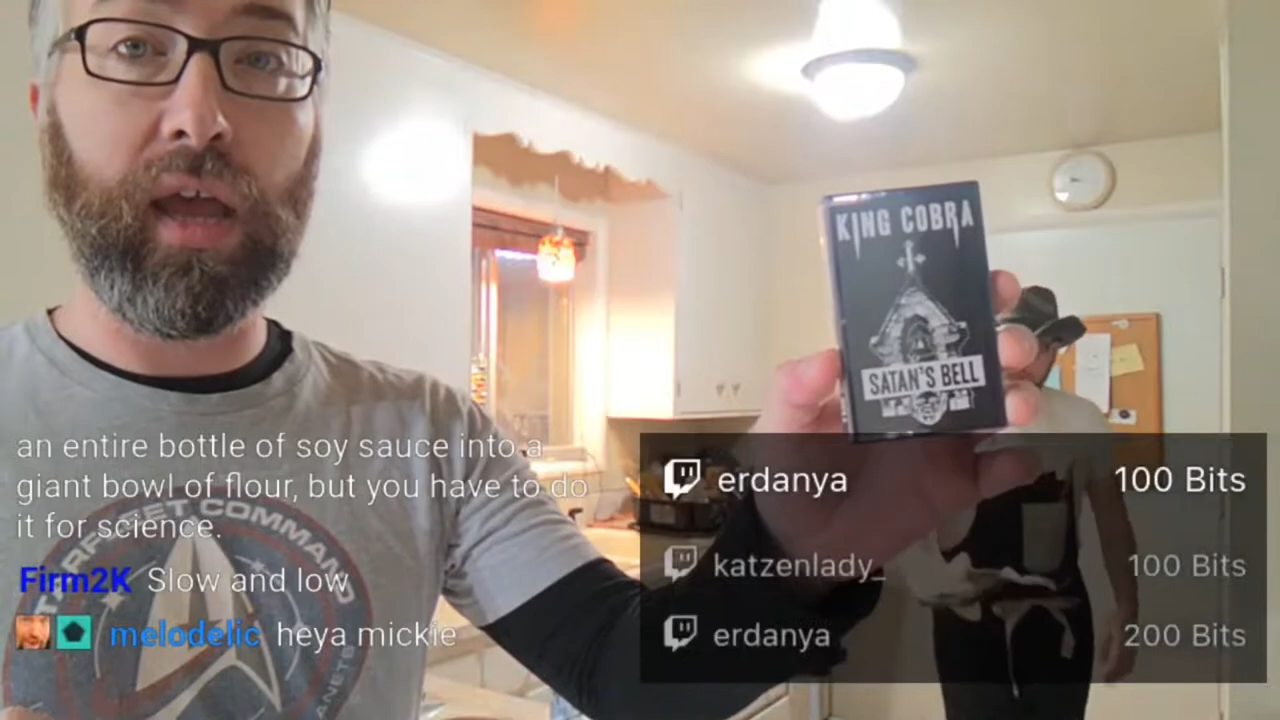 KING COBRA
SATAN'S BELL
an entire bottle of soy sauce into a
giant bowl of flour, but you have to do
it for science.
Firm2K Slow and low
melodelic heya mickie
erdanya 100 Bits
katzenlady_ 100 Bits
erdanya 200 Bits
STARFLEET COMMAND